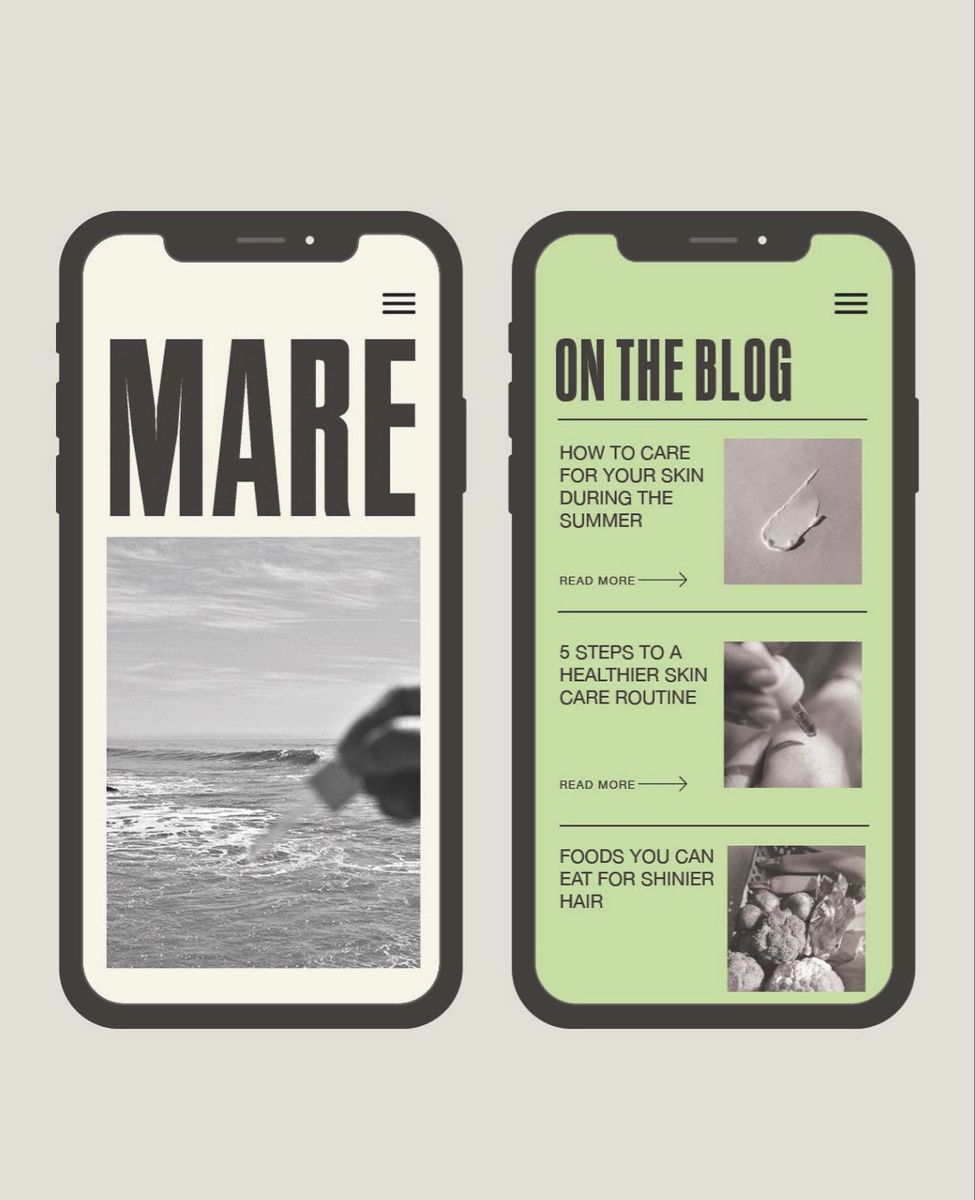 MARE
ON THE BLOG
HOW TO CARE
FOR YOUR SKIN
DURING THE
SUMMER
READ MORE
5 STEPS TO A
HEALTHIER SKIN
CARE ROUTINE
READ MORE
FOODS YOU CAN
EAT FOR SHINIER
HAIR